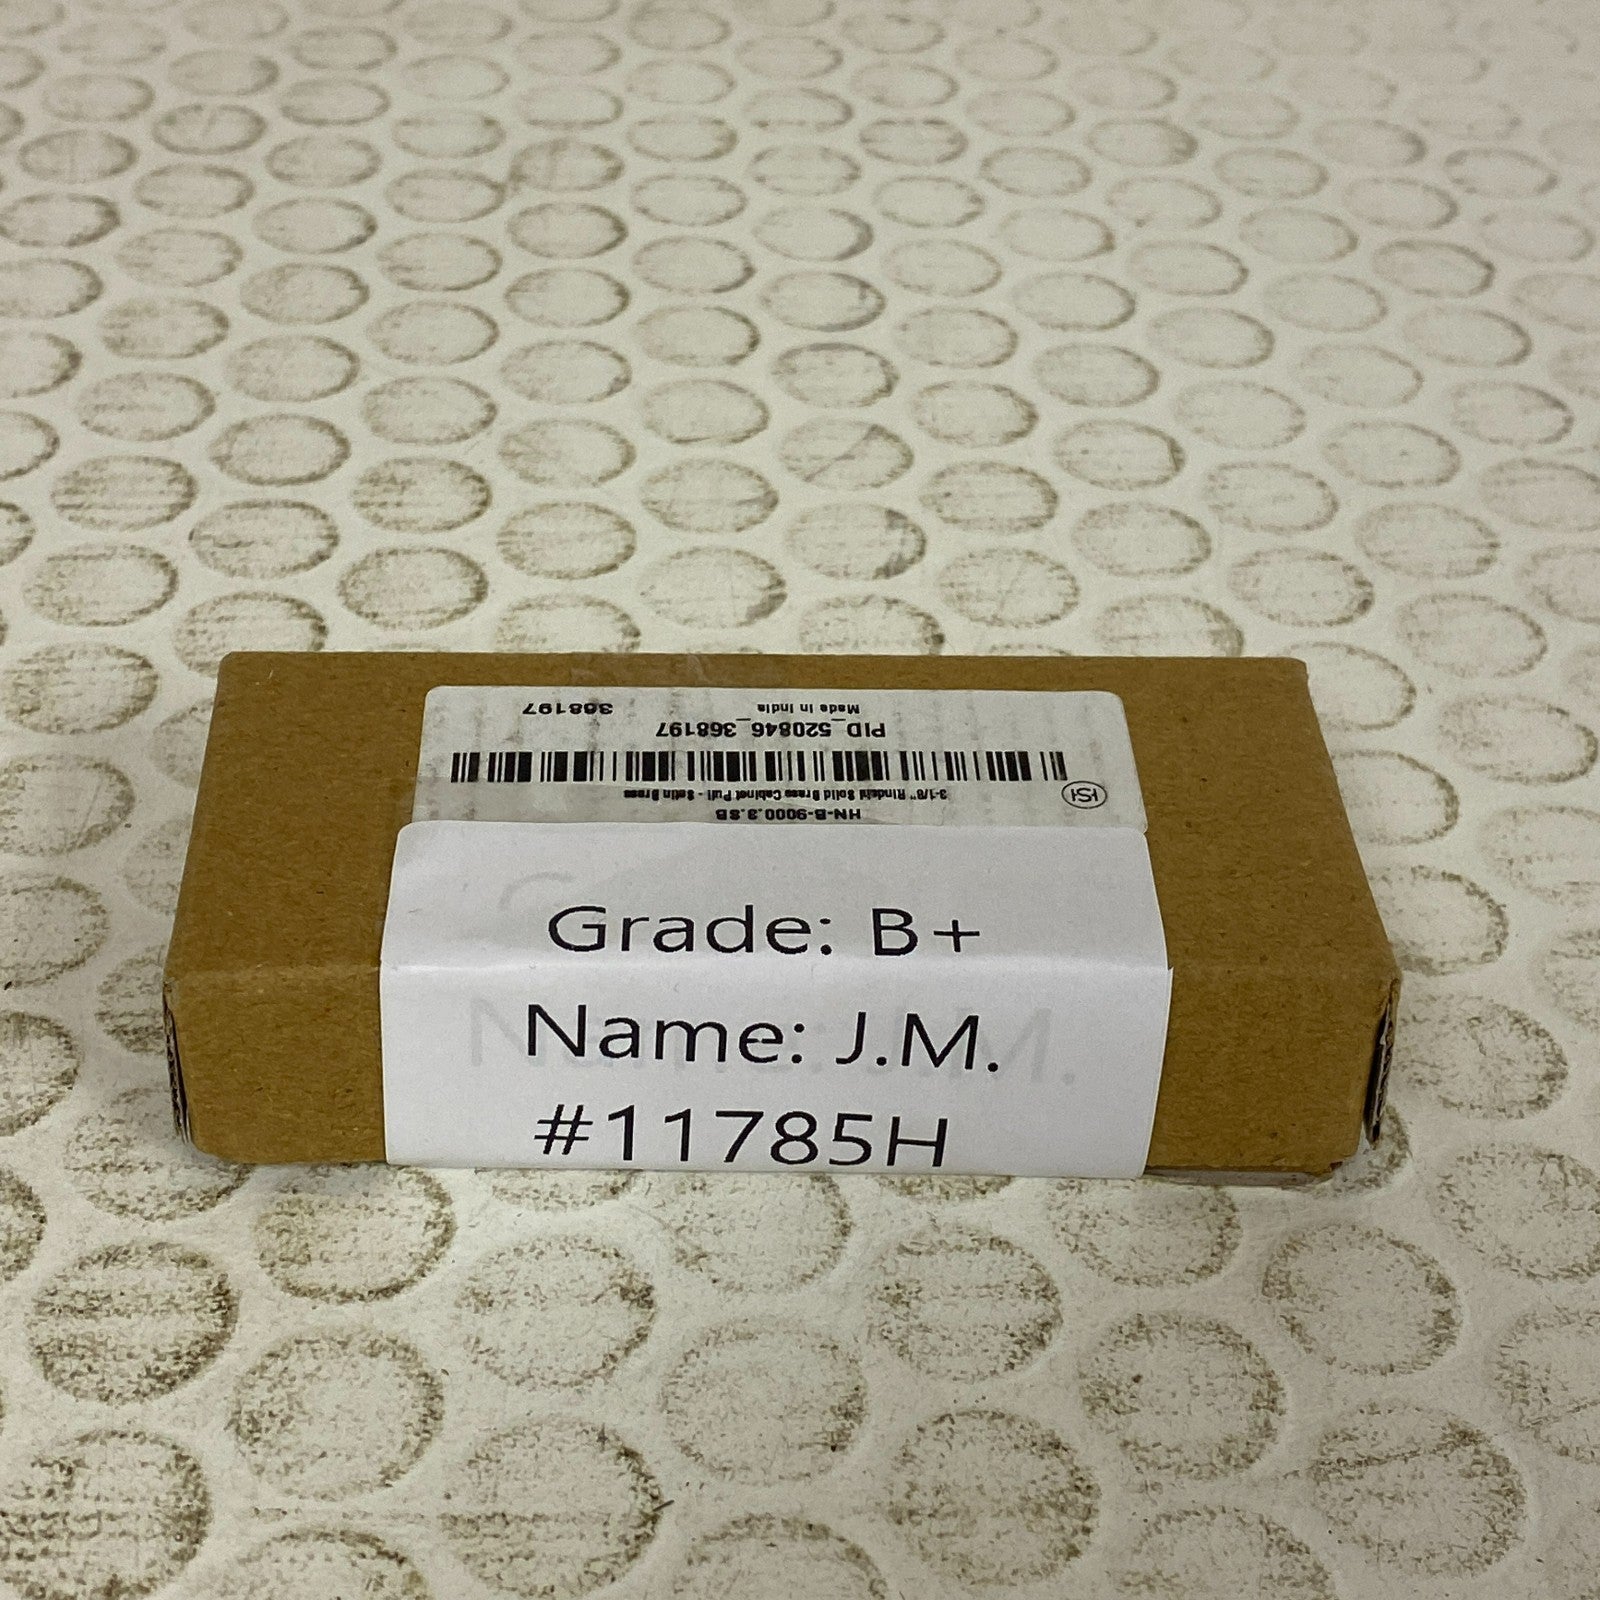 HN-B-9000.3.SB
3-1/8" Rindahl Solid Brass Cabinet Pull - Satin Brass
PID_520846_368197
Made in India
368197
Grade: B+
Name: J.M.
#11785H